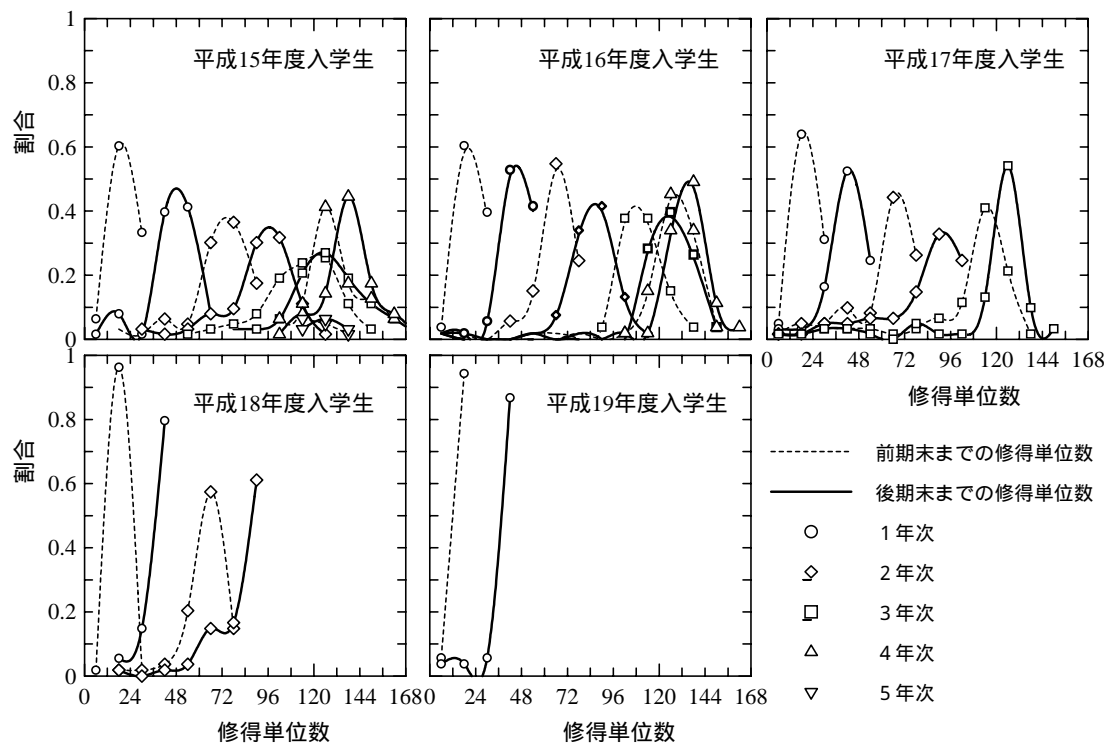 1
0.8
0.6
0.4
0.2
0
割合
平成15年度入学生
平成16年度入学生
平成17年度入学生
0 24 48 72 96 120 144 168
修得単位数
1
0.8
0.6
0.4
0.2
0
割合
平成18年度入学生
平成19年度入学生
0 24 48 72 96 120 144 168
修得単位数
0 24 48 72 96 120 144 168
修得単位数
前期末までの修得単位数
後期末までの修得単位数
1年次
2年次
3年次
4年次
5年次